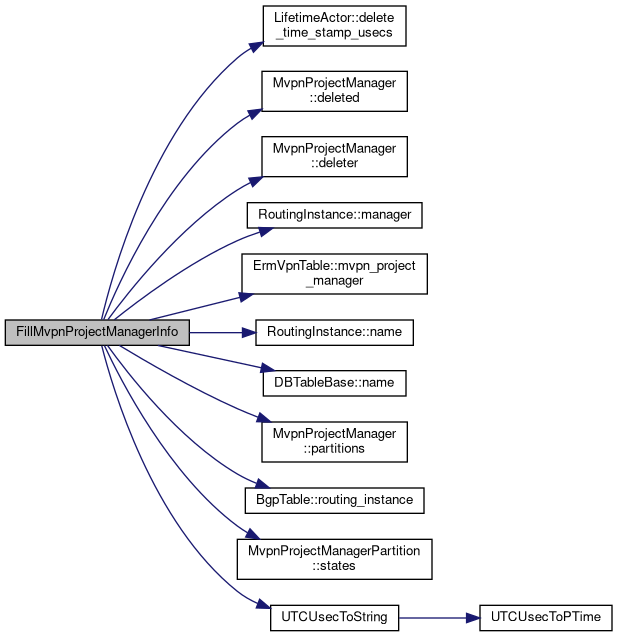 LifetimeActor::delete
_time_stamp_usecs
MvpnProjectManager
::deleted
MvpnProjectManager
::deleter
RoutingInstance::manager
ErmVpnTable::mvpn_project
_manager
FillMvpnProjectManagerInfo
RoutingInstance::name
DBTableBase::name
MvpnProjectManager
::partitions
BgpTable::routing_instance
MvpnProjectManagerPartition
::states
UTCUsecToString
UTCUsecToPTime